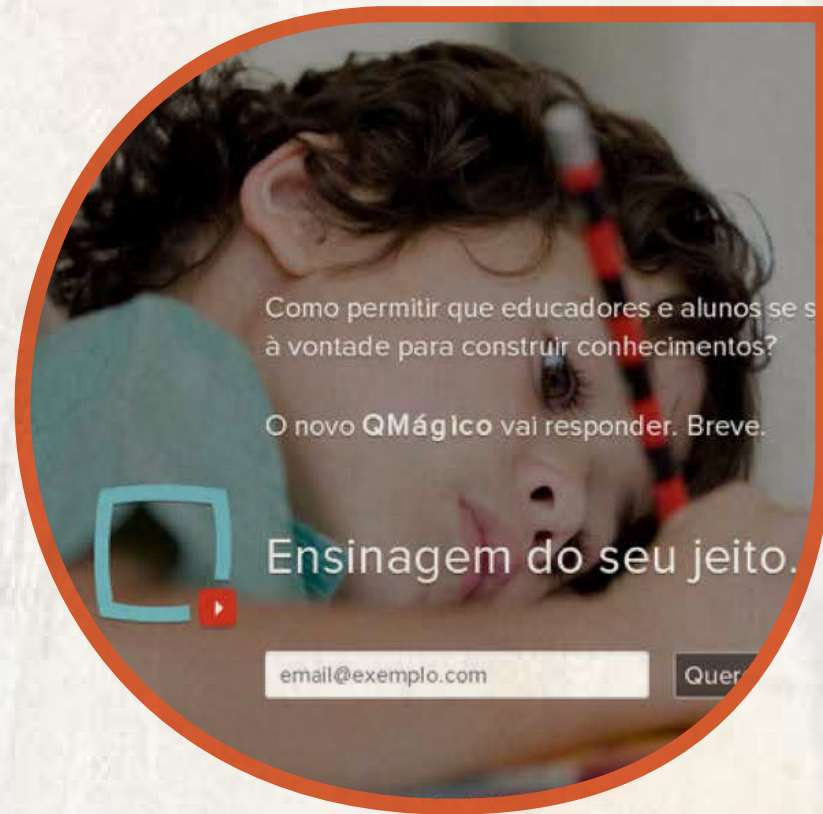 Como permitir que educadores e alunos se s
à vontade para construir conhecimentos?
O novo QMágico vai responder. Breve.
Ensinagem do seu jeito.
email@exemplo.com
Quer